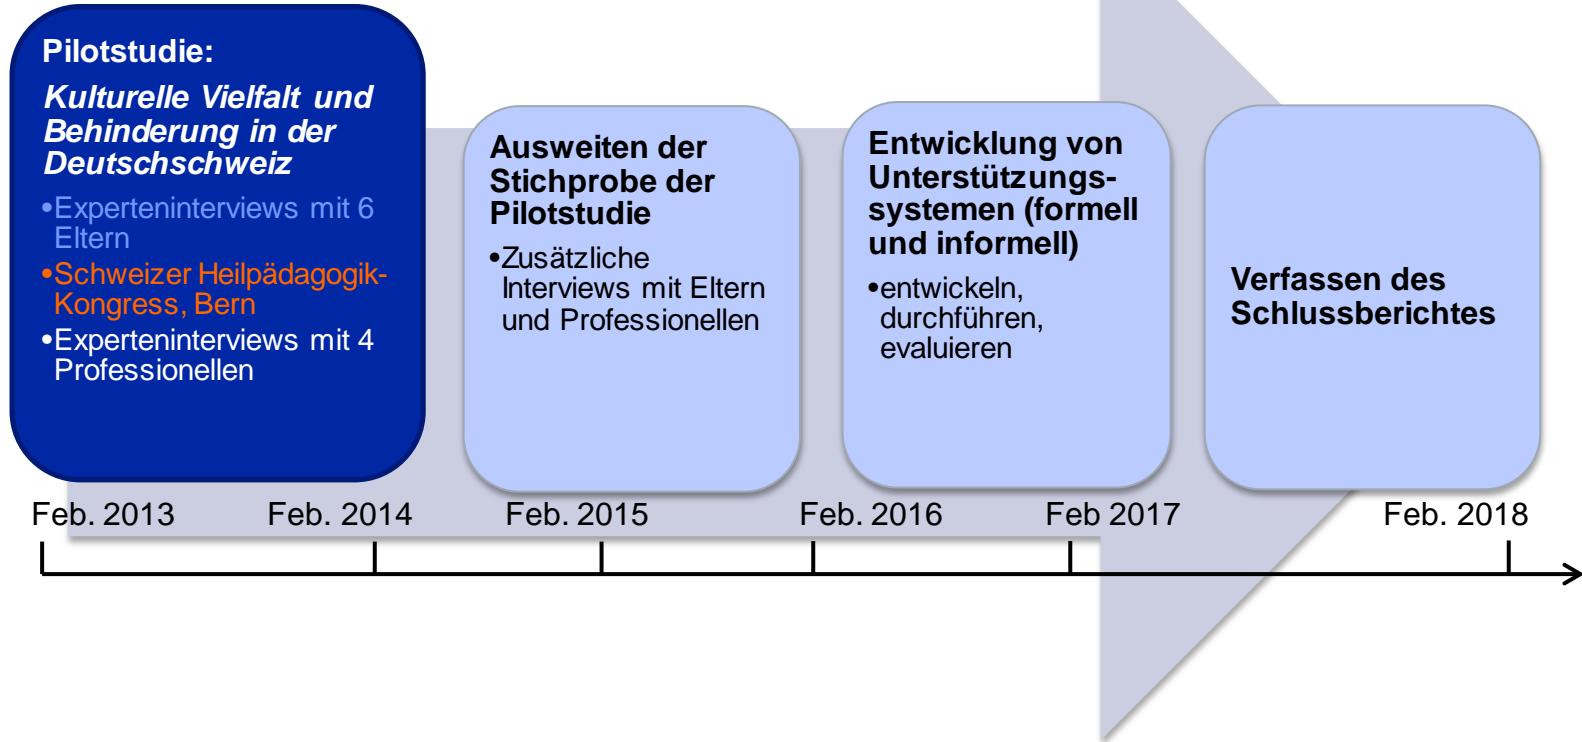 Pilotstudie:
Kulturelle Vielfalt und
Behinderung in der
Deutschschweiz
•Experteninterviews mit 6
Eltern
•Schweizer Heilpädagogik-
Kongress, Bern
•Experteninterviews mit 4
Professionellen
Ausweiten der
Stichprobe der
Pilotstudie
•Zusätzliche
Interviews mit Eltern
und Professionellen
Entwicklung von
Unterstützungs-
systemen (formell
und informell)
•entwickeln,
durchführen,
evaluieren
Verfassen des
Schlussberichtes
Feb. 2013 Feb. 2014 Feb. 2015 Feb. 2016 Feb 2017 Feb. 2018